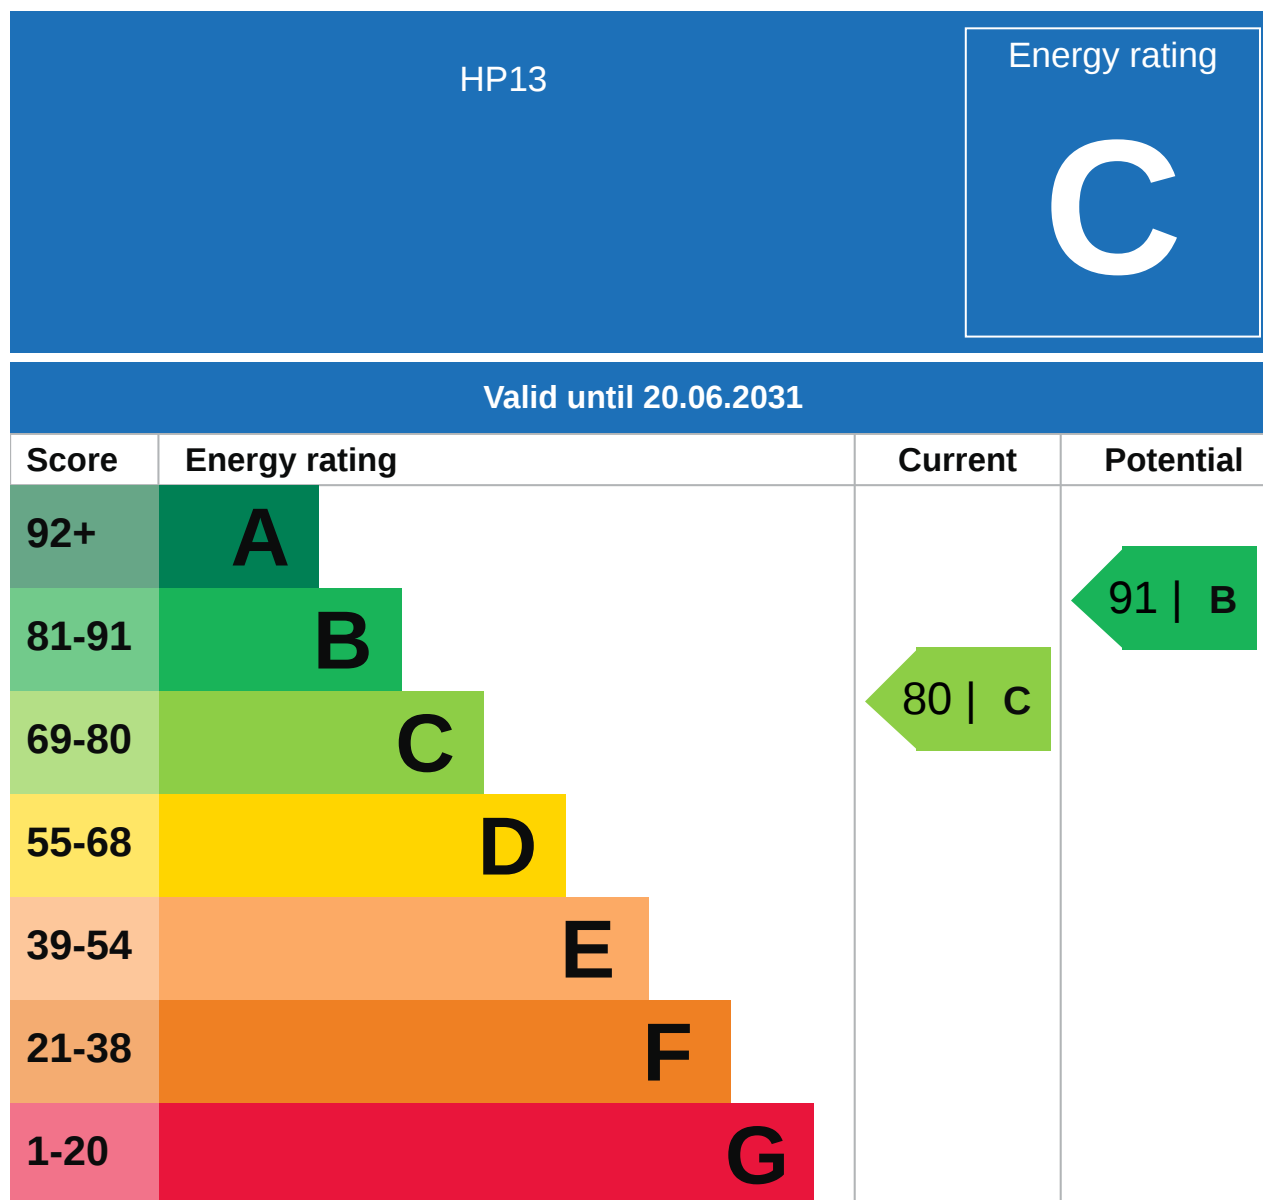 HP13
Energy rating
C
Valid until 20.06.2031
Score Energy rating Current Potential
92+ A
91 | B
81-91 B
80 | C
69-80 C
55-68 D
39-54 E
21-38 F
1-20 G